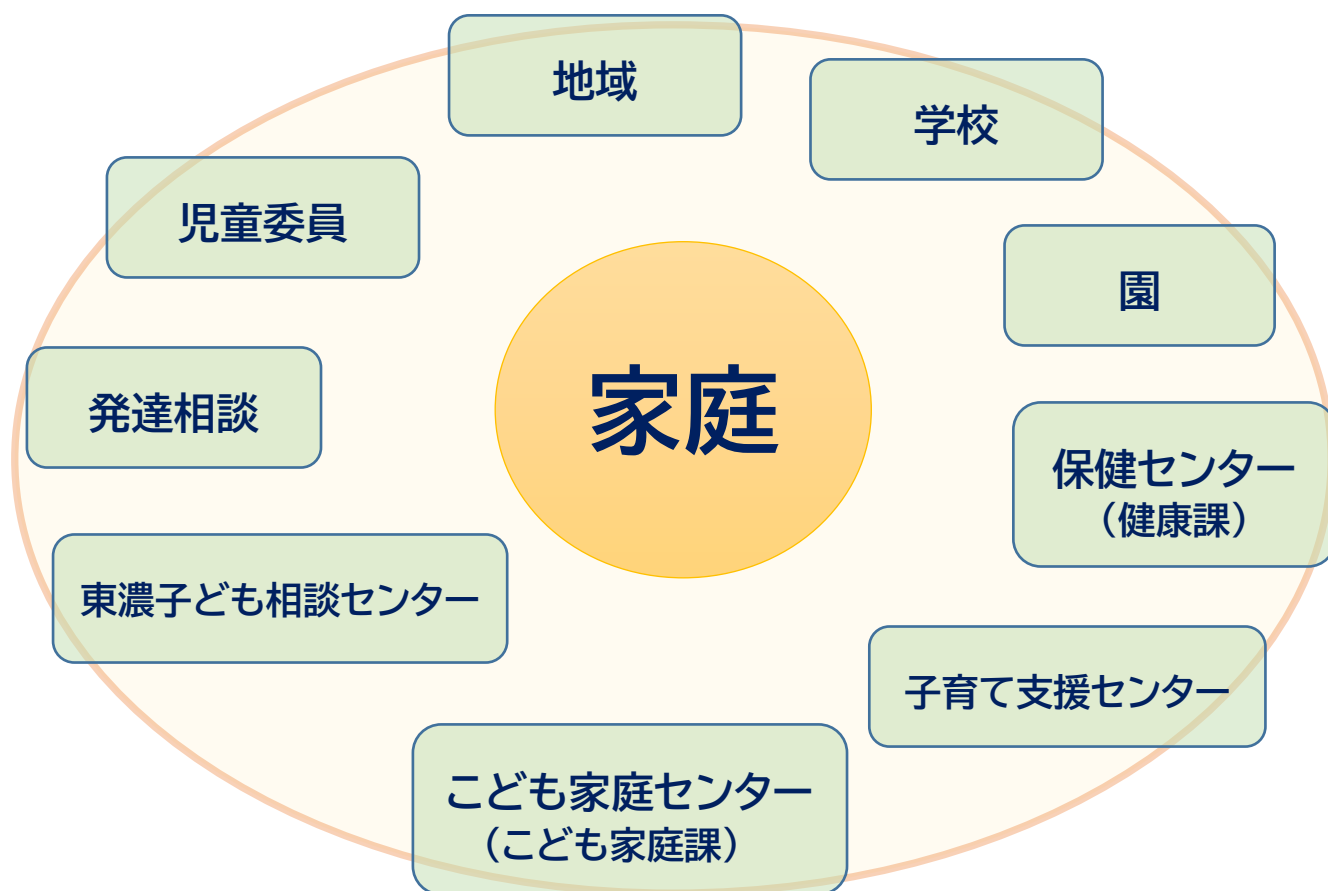 地域
学校
児童委員
園
家庭
発達相談
保健センター
（健康課）
東濃子ども相談センター
子育て支援センター
こども家庭センター
（こども家庭課）